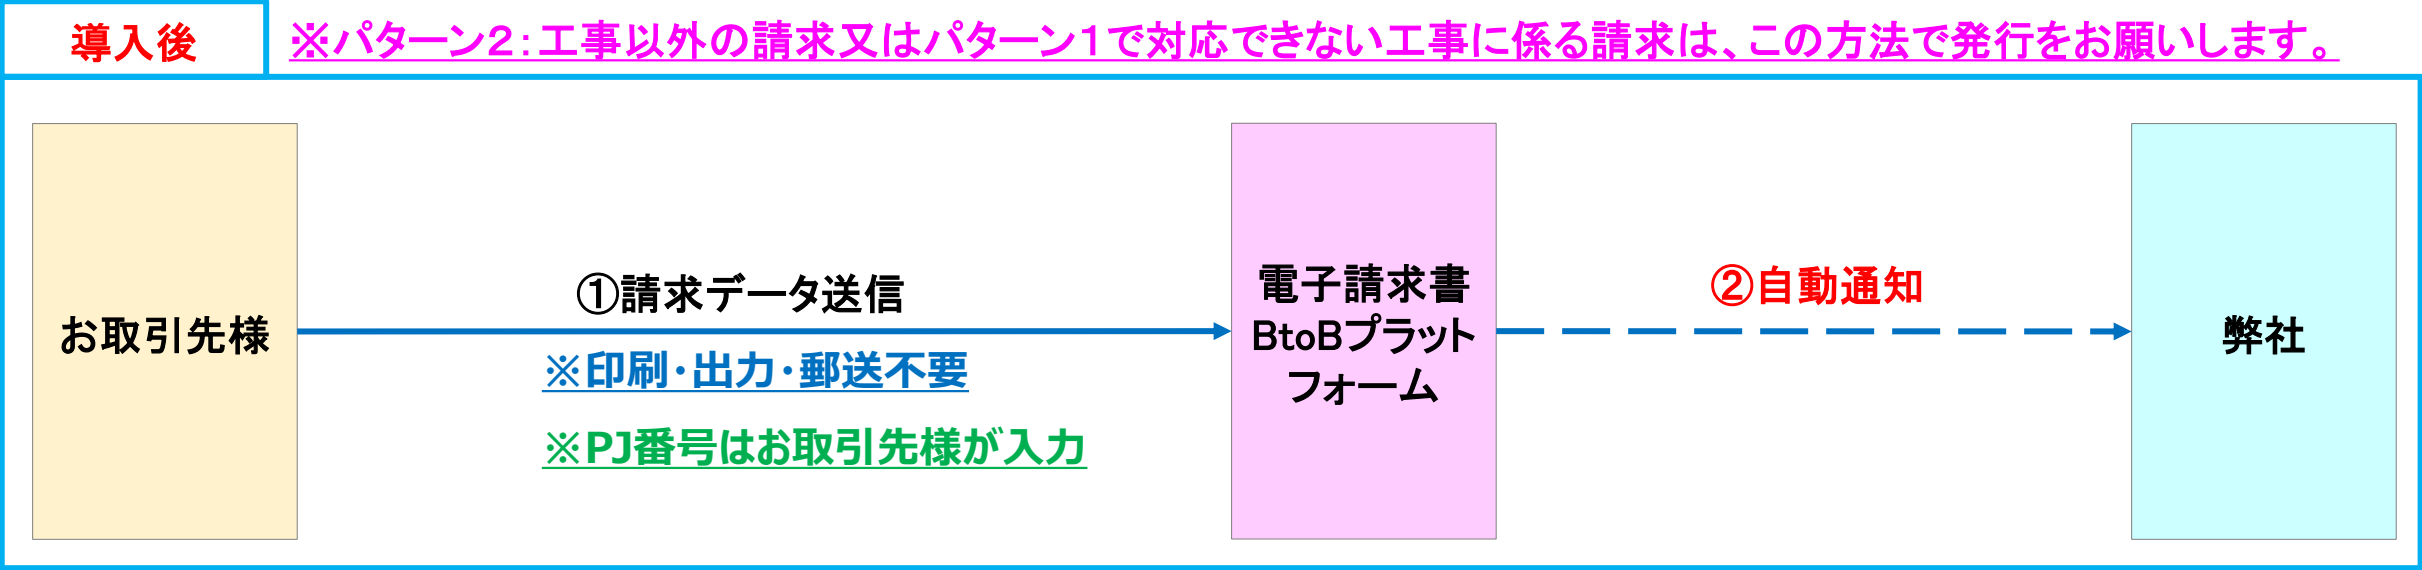 導入後
※パターン２：工事以外の請求又はパターン１で対応できない工事に係る請求は、この方法で発行をお願いします。
お取引先様
①請求データ送信
※印刷・出力・郵送不要
※PJ番号はお取引先様が入力
電子請求書
BtoBプラット
フォーム
②自動通知
弊社